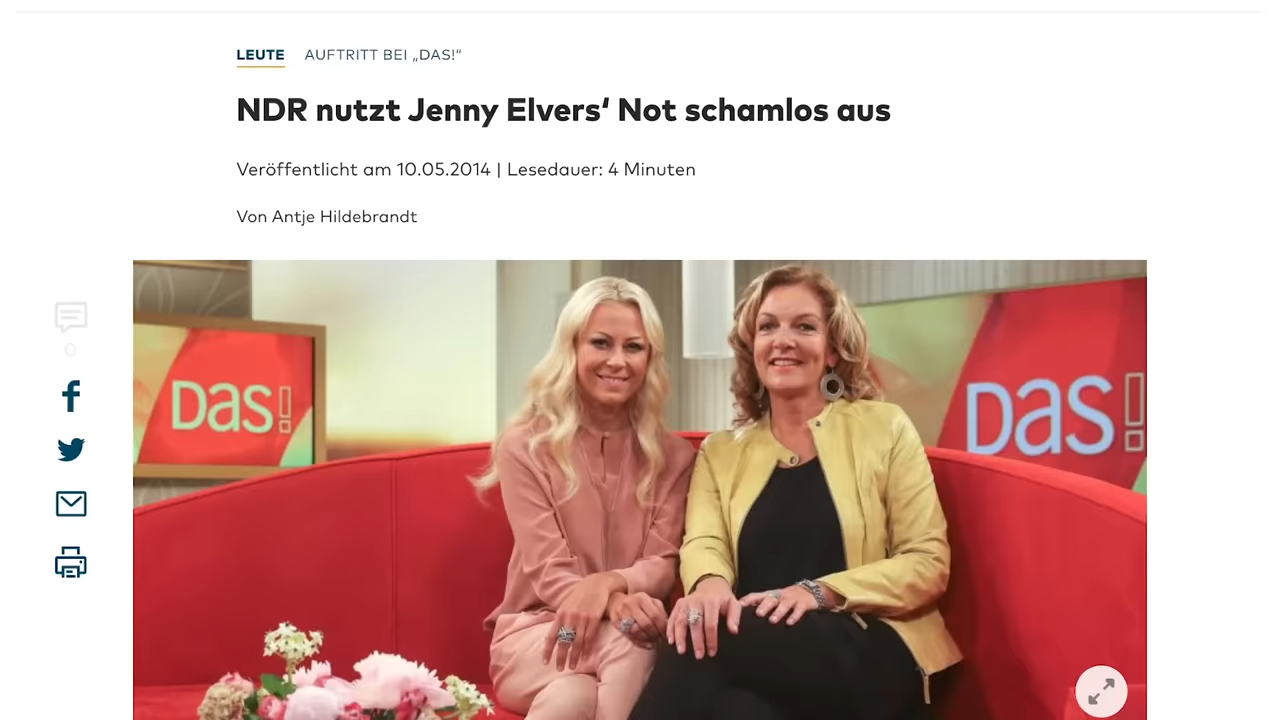 LEUTE AUFTRITT BEI „DAS!“
NDR nutzt Jenny Elvers‘ Not schamlos aus
Veröffentlicht am 10.05.2014 | Lesedauer: 4 Minuten
Von Antje Hildebrandt
0
DAS!
DAS!